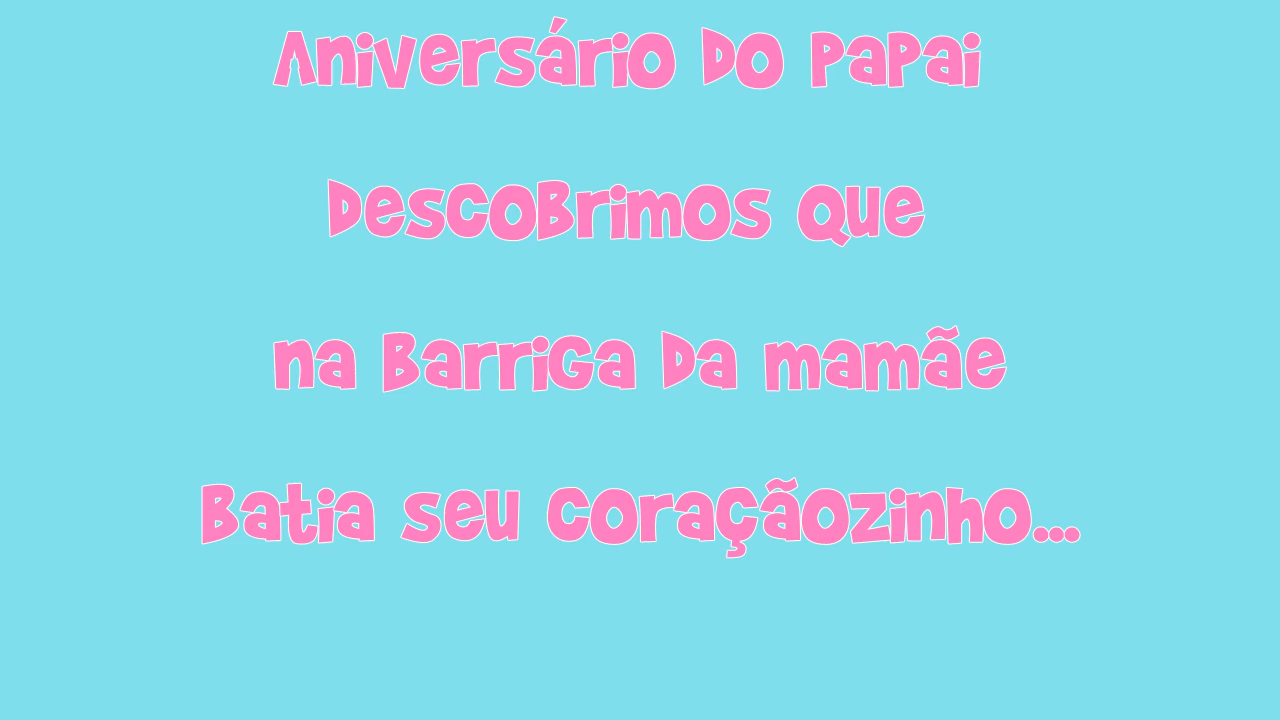 Aniversário do papai
Descobrimos que
na barriga da mamãe
Batia seu coraçãozinho...